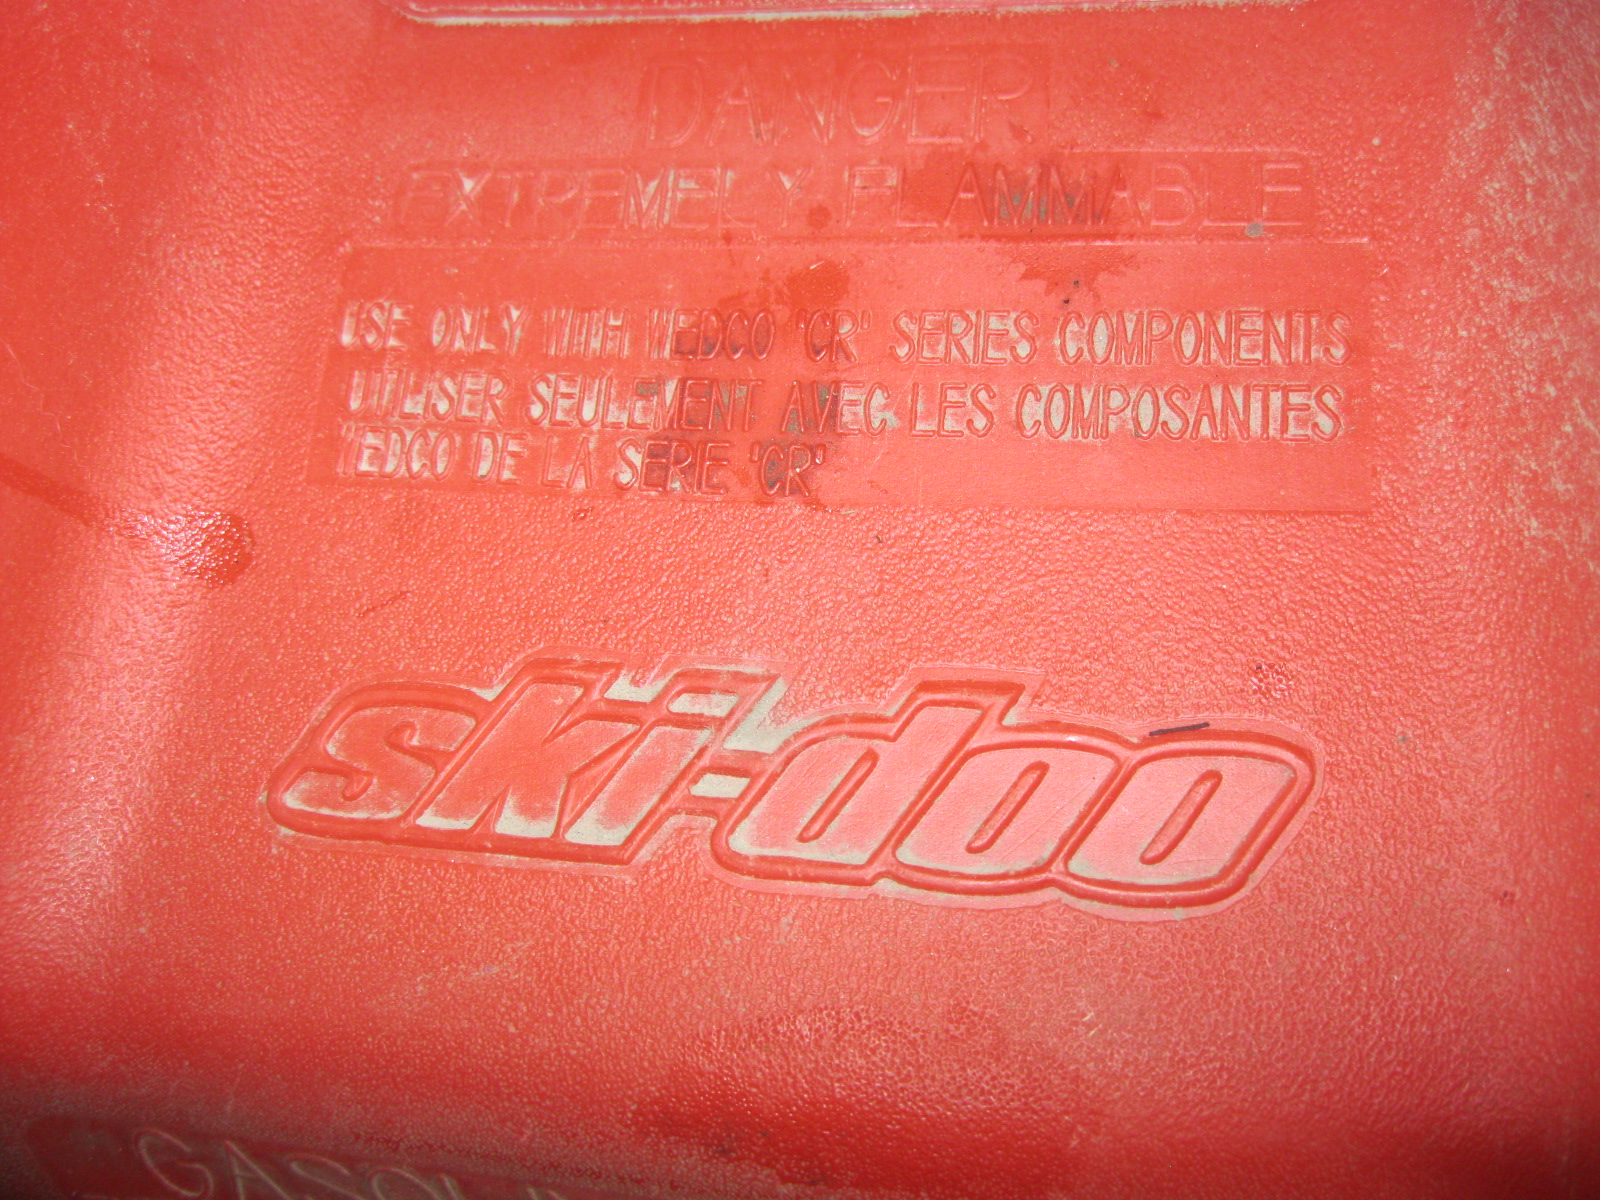 DANGER
EXTREMELY FLAMMABLE
USE ONLY WITH WEDCO 'CR' SERIES COMPONENTS
UTILISER SEULEMENT AVEC LES COMPOSANTES
WEDCO DE LA SERIE 'CR'
ski-doo